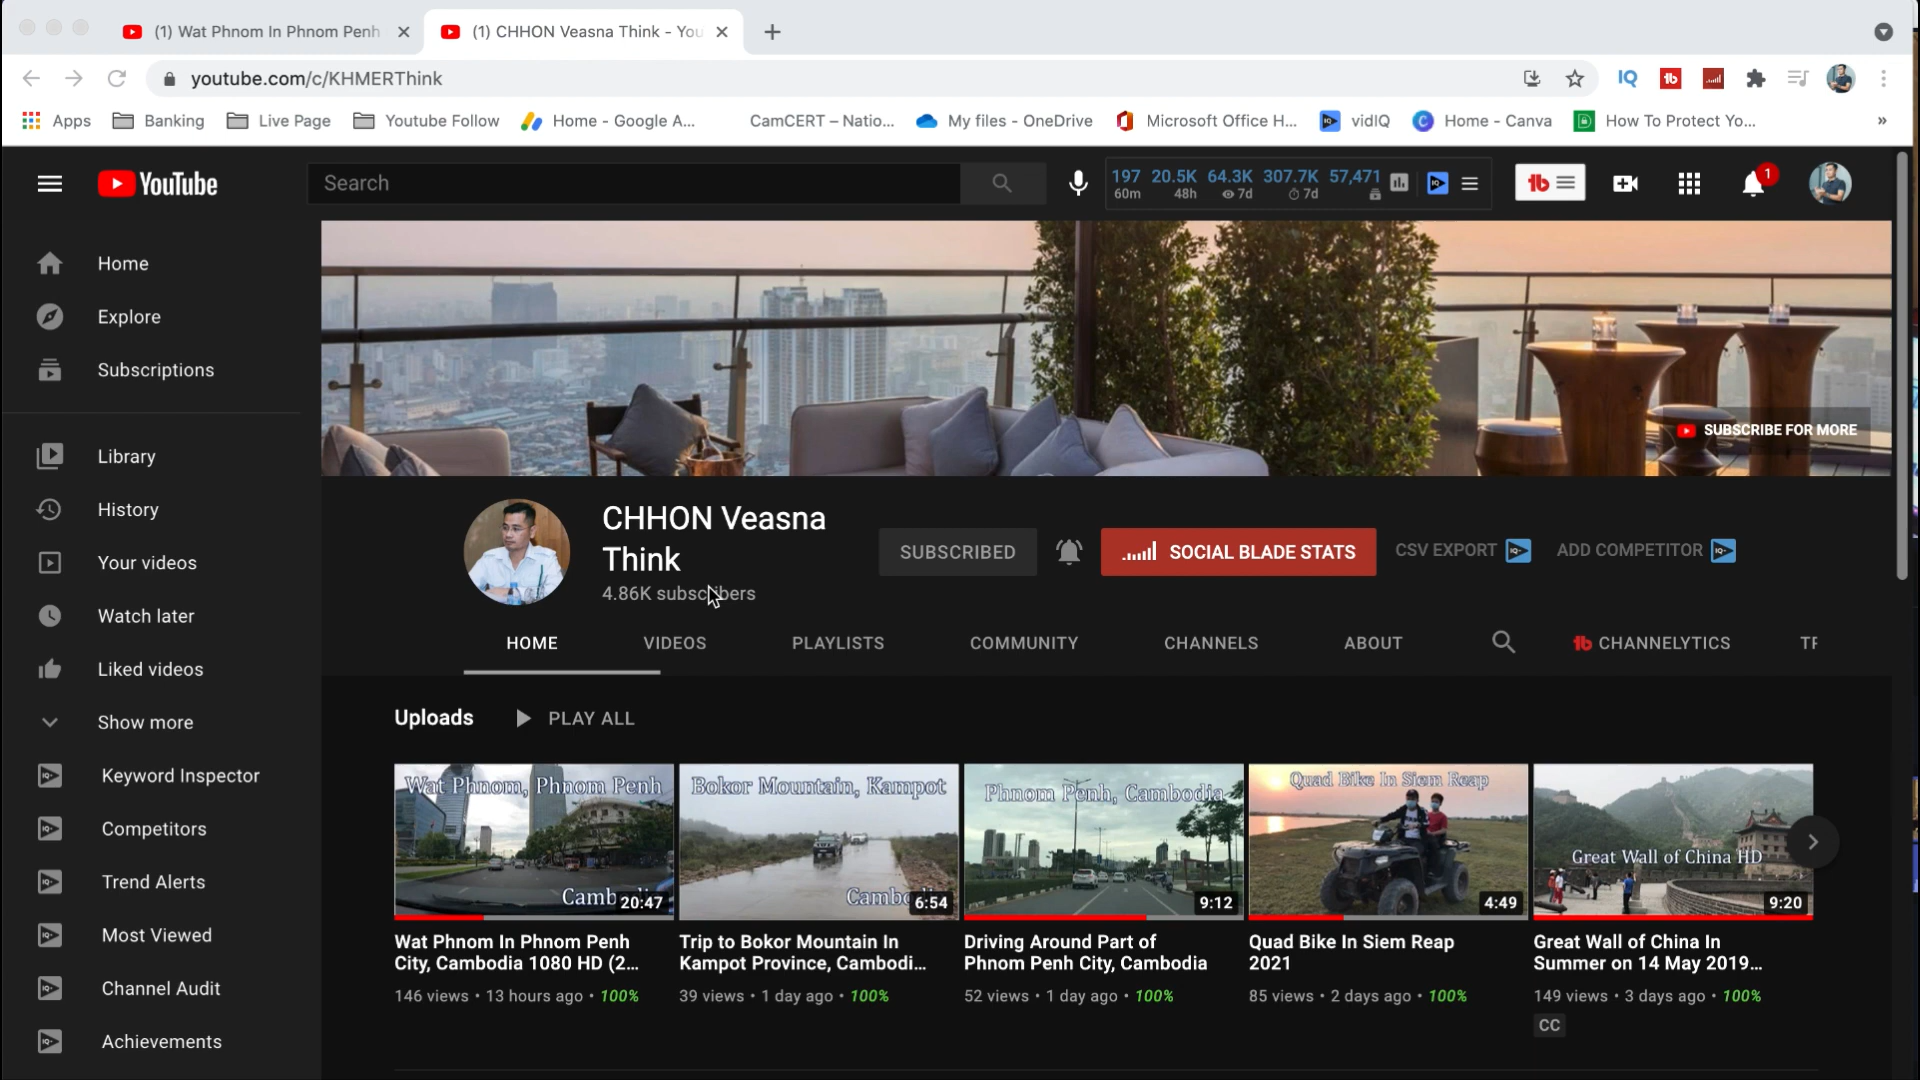 (1) Wat Phnom In Phnom Penh
(1) CHHON Veasna Think - You
youtube.com/c/KHMERThink
Apps
Banking
Live Page
Youtube Follow
Home - Google A...
CamCERT – Natio...
My files - OneDrive
Microsoft Office H...
vidIQ
Home - Canva
How To Protect Yo...
»
YouTube
Search
197 20.5K 64.3K 307.7K 57,471
60m 48h 7d 7d
1
Home
Explore
Subscriptions
Library
History
Your videos
Watch later
Liked videos
Show more
Keyword Inspector
Competitors
Trend Alerts
Most Viewed
Channel Audit
Achievements
SUBSCRIBE FOR MORE
CHHON Veasna
Think
4.86K subscribers
SUBSCRIBED
SOCIAL BLADE STATS
CSV EXPORT
ADD COMPETITOR
HOME
VIDEOS
PLAYLISTS
COMMUNITY
CHANNELS
ABOUT
CHANNELYTICS
Uploads
PLAY ALL
Wat Phnom, Phnom Penh
20:47
Wat Phnom In Phnom Penh
City, Cambodia 1080 HD (2...
146 views • 13 hours ago • 100%
Bokor Mountain, Kampot
6:54
Trip to Bokor Mountain In
Kampot Province, Cambodi...
39 views • 1 day ago • 100%
Phnom Penh, Cambodia
9:12
Driving Around Part of
Phnom Penh City, Cambodia
52 views • 1 day ago • 100%
Quad Bike In Siem Reap
4:49
Quad Bike In Siem Reap
2021
85 views • 2 days ago • 100%
Great Wall of China HD
9:20
Great Wall of China In
Summer on 14 May 2019...
149 views • 3 days ago • 100%
CC